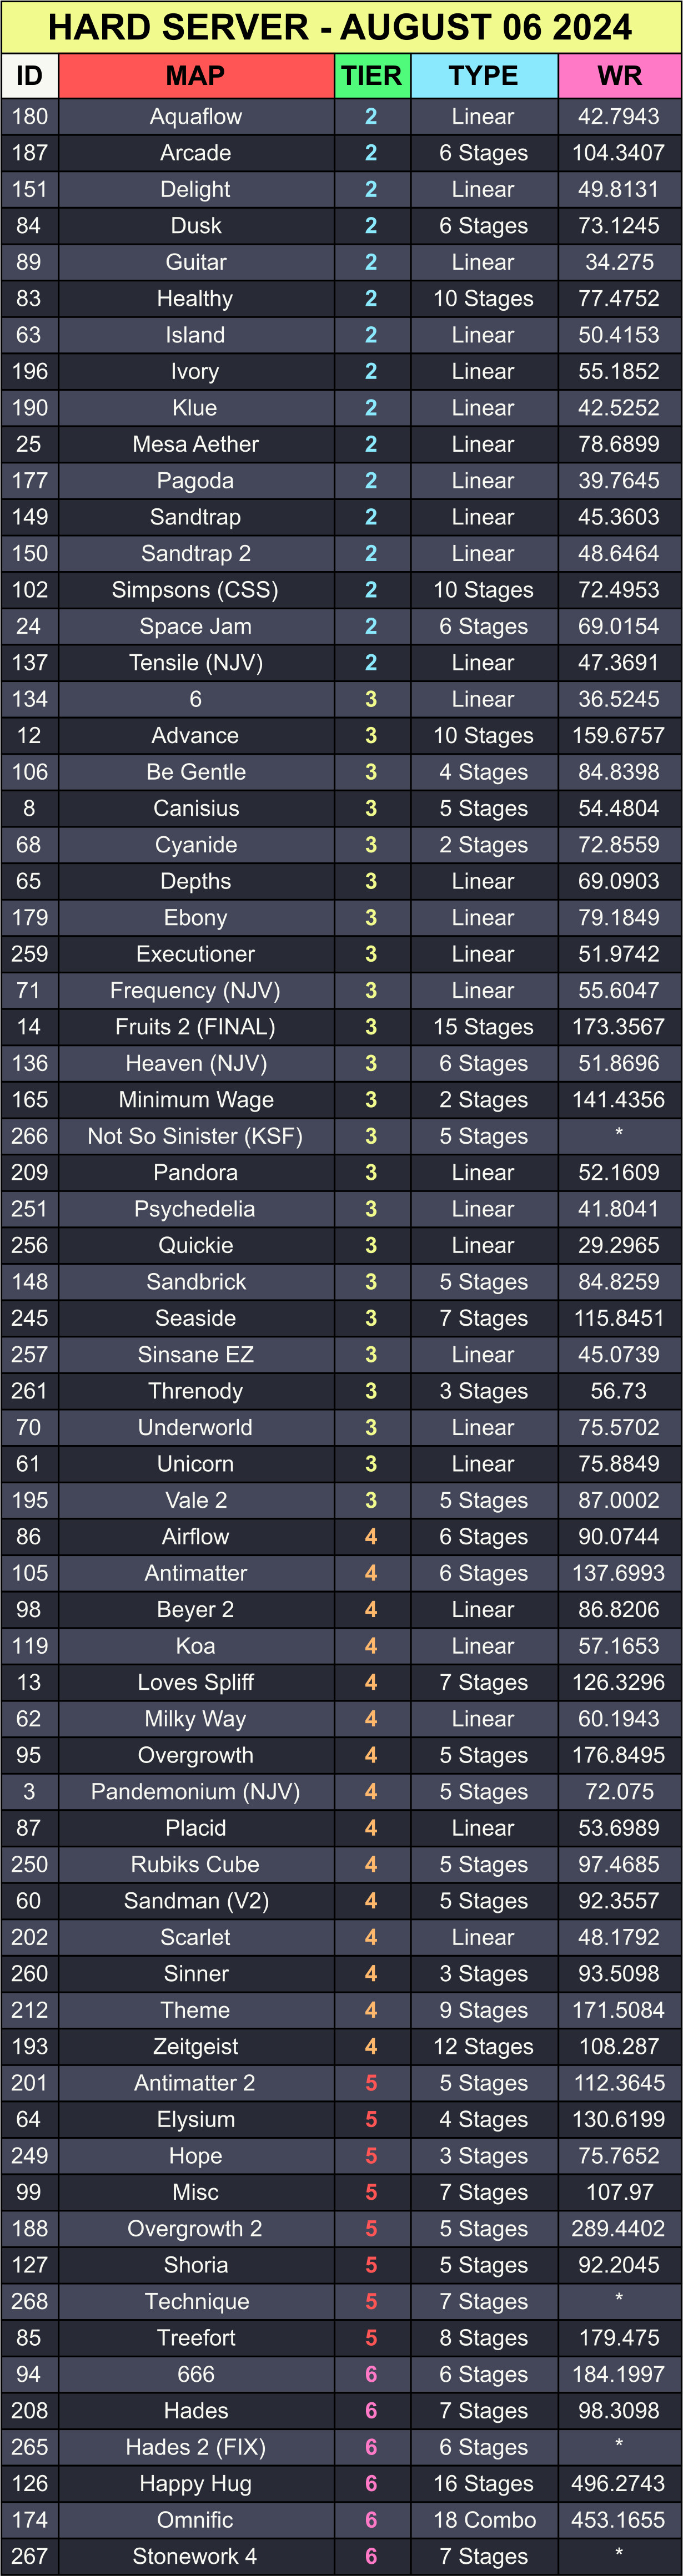 HARD SERVER - AUGUST 06 2024
ID MAP TIER TYPE WR
180 Aquaflow 2 Linear 42.7943
187 Arcade 2 6 Stages 104.3407
151 Delight 2 Linear 49.8131
84 Dusk 2 6 Stages 73.1245
89 Guitar 2 Linear 34.275
83 Healthy 2 10 Stages 77.4752
63 Island 2 Linear 50.4153
196 Ivory 2 Linear 55.1852
190 Klue 2 Linear 42.5252
25 Mesa Aether 2 Linear 78.6899
177 Pagoda 2 Linear 39.7645
149 Sandtrap 2 Linear 45.3603
150 Sandtrap 2 2 Linear 48.6464
102 Simpsons (CSS) 2 10 Stages 72.4953
24 Space Jam 2 6 Stages 69.0154
137 Tensile (NJV) 2 Linear 47.3691
134 6 3 Linear 36.5245
12 Advance 3 10 Stages 159.6757
106 Be Gentle 3 4 Stages 84.8398
8 Canisius 3 5 Stages 54.4804
68 Cyanide 3 2 Stages 72.8559
65 Depths 3 Linear 69.0903
179 Ebony 3 Linear 79.1849
259 Executioner 3 Linear 51.9742
71 Frequency (NJV) 3 Linear 55.6047
14 Fruits 2 (FINAL) 3 15 Stages 173.3567
136 Heaven (NJV) 3 6 Stages 51.8696
165 Minimum Wage 3 2 Stages 141.4356
266 Not So Sinister (KSF) 3 5 Stages *
209 Pandora 3 Linear 52.1609
251 Psychedelia 3 Linear 41.8041
256 Quickie 3 Linear 29.2965
148 Sandbrick 3 5 Stages 84.8259
245 Seaside 3 7 Stages 115.8451
257 Sinsane EZ 3 Linear 45.0739
261 Threnody 3 3 Stages 56.73
70 Underworld 3 Linear 75.5702
61 Unicorn 3 Linear 75.8849
195 Vale 2 3 5 Stages 87.0002
86 Airflow 4 6 Stages 90.0744
105 Antimatter 4 6 Stages 137.6993
98 Beyer 2 4 Linear 86.8206
119 Koa 4 Linear 57.1653
13 Loves Spliff 4 7 Stages 126.3296
62 Milky Way 4 Linear 60.1943
95 Overgrowth 4 5 Stages 176.8495
3 Pandemonium (NJV) 4 5 Stages 72.075
87 Placid 4 Linear 53.6989
250 Rubiks Cube 4 5 Stages 97.4685
60 Sandman (V2) 4 5 Stages 92.3557
202 Scarlet 4 Linear 48.1792
260 Sinner 4 3 Stages 93.5098
212 Theme 4 9 Stages 171.5084
193 Zeitgeist 4 12 Stages 108.287
201 Antimatter 2 5 5 Stages 112.3645
64 Elysium 5 4 Stages 130.6199
249 Hope 5 3 Stages 75.7652
99 Misc 5 7 Stages 107.97
188 Overgrowth 2 5 5 Stages 289.4402
127 Shoria 5 5 Stages 92.2045
268 Technique 5 7 Stages *
85 Treefort 5 8 Stages 179.475
94 666 6 6 Stages 184.1997
208 Hades 6 7 Stages 98.3098
265 Hades 2 (FIX) 6 6 Stages *
126 Happy Hug 6 16 Stages 496.2743
174 Omnific 6 18 Combo 453.1655
267 Stonework 4 6 7 Stages *